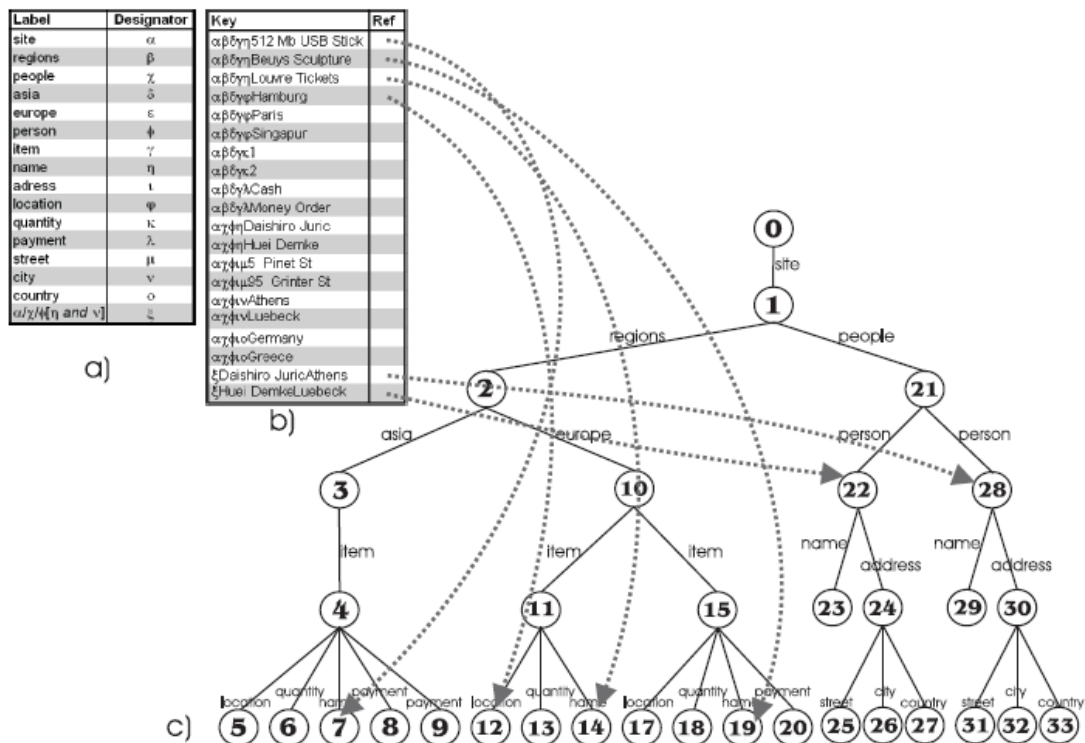 Label Designator
site α
regions β
people χ
asia δ
europe ε
person ϕ
item γ
name η
adress ι
location φ
quantity κ
payment λ
street μ
city ν
country ο
α/χ/ϕ[η and ν] ξ
a)
Key Ref
αβδγη512 Mb USB Stick
αβδγηBeuys Sculpture
αβδγηLouvre Tickets
αβδγφHamburg
αβδγφParis
αβδγφSingapur
αβδγκ1
αβδγκ2
αβδγλCash
αβδγλMoney Order
αχϕηDaishiro Juric
αχϕηHuei Demke
αχϕιμ5 Pinet St
αχϕιμ95 Grinter St
αχϕινAthens
αχϕινLuebeck
αχϕιοGermany
αχϕιοGreece
ξDaishiro JuricAthens
ξHuei DemkeLuebeck
b)
0
site
1
regions people
2 21
asia europe person person
3 10 22 28
item item item name address name address
4 11 15 23 24 29 30
location quantity name payment payment location quantity name location quantity name payment street city country street city country
c) 5 6 7 8 9 12 13 14 17 18 19 20 25 26 27 31 32 33